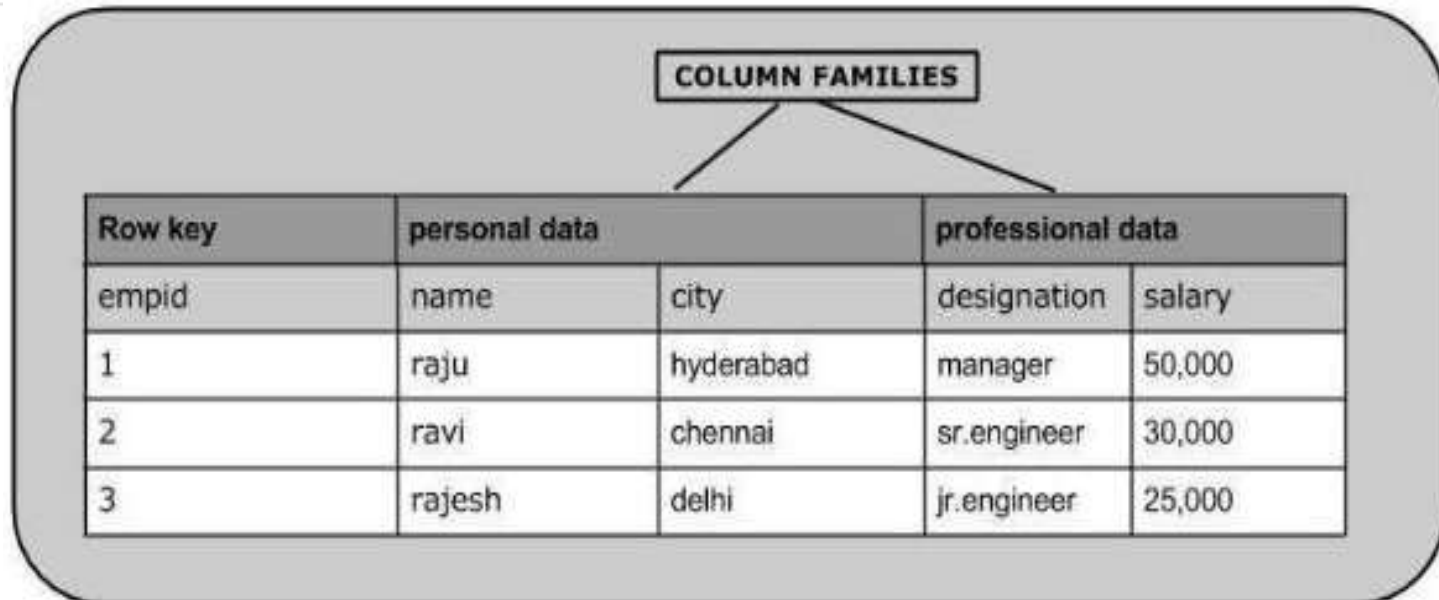 COLUMN FAMILIES
Row key personal data professional data
empid name city designation salary
1 raju hyderabad manager 50,000
2 ravi chennai sr.engineer 30,000
3 rajesh delhi jr.engineer 25,000